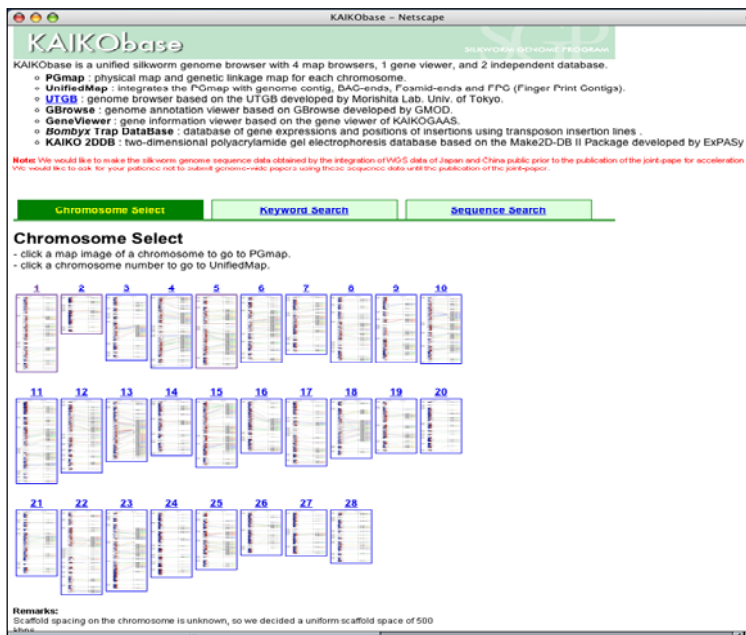 KAIKObase – Netscape
KAIKObase
SILKWORM GENOME PROGRAM
KAIKObase is a unified silkworm genome browser with 4 map browsers, 1 gene viewer, and 2 independent database.
PGmap : physical map and genetic linkage map for each chromosome.
UnifiedMap : integrates the PGmap with genome contig, BAC-ends, Fosmid-ends and FPC (Finger Print Contigs).
UTGB : genome browser based on the UTGB developed by Morishita Lab. Univ. of Tokyo.
GBrowse : genome annotation viewer based on GBrowse developed by GMOD.
GeneViewer : gene information viewer based on the gene viewer of KAIKOGAAS.
Bombyx Trap DataBase : database of gene expressions and positions of insertions using transposon insertion lines .
KAIKO 2DDB : two-dimensional polyacrylamide gel electrophoresis database based on the Make2D-DB II Package developed by ExPASy
Note: We would like to make the silkworm genome sequence data obtained by the integration of WGS data of Japan and China public prior to the publication of the joint-paper for acceleration
We would like to ask for your patience not to submit genome-wide papers using these sequence data until the publication of the joint-paper.
Chromosome Select Keyword Search Sequence Search
Chromosome Select
- click a map image of a chromosome to go to PGmap.
- click a chromosome number to go to UnifiedMap.
1 2 3 4 5 6 7 8 9 10
11 12 13 14 15 16 17 18 19 20
21 22 23 24 25 26 27 28
Remarks:
Scaffold spacing on the chromosome is unknown, so we decided a uniform scaffold space of 500
kbps